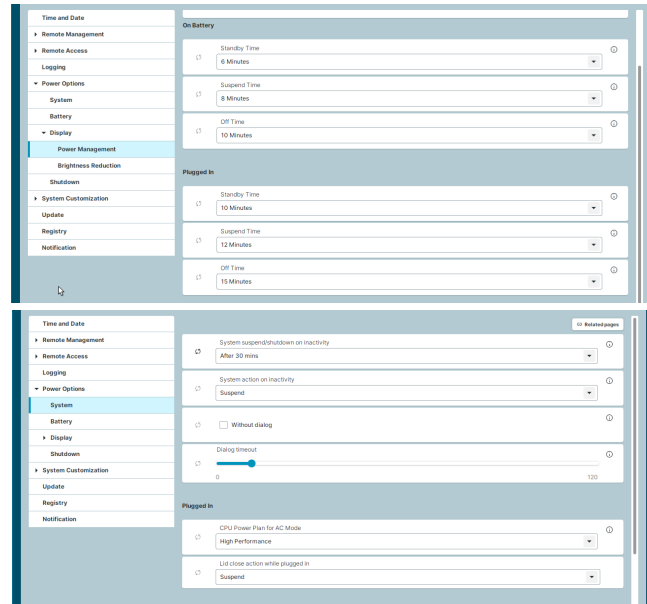 Time and Date
Remote Management
Remote Access
Logging
Power Options
System
Battery
Display
Power Management
Brightness Reduction
Shutdown
System Customization
Update
Registry
Notification
On Battery
Standby Time
6 Minutes
Suspend Time
8 Minutes
Off Time
10 Minutes
Plugged In
Standby Time
10 Minutes
Suspend Time
12 Minutes
Off Time
15 Minutes
Time and Date
Remote Management
Remote Access
Logging
Power Options
System
Battery
Display
Shutdown
System Customization
Update
Registry
Notification
Related pages
System suspend/shutdown on inactivity
After 30 mins
System action on inactivity
Suspend
Without dialog
Dialog timeout
0 120
Plugged In
CPU Power Plan for AC Mode
High Performance
Lid close action while plugged in
Suspend